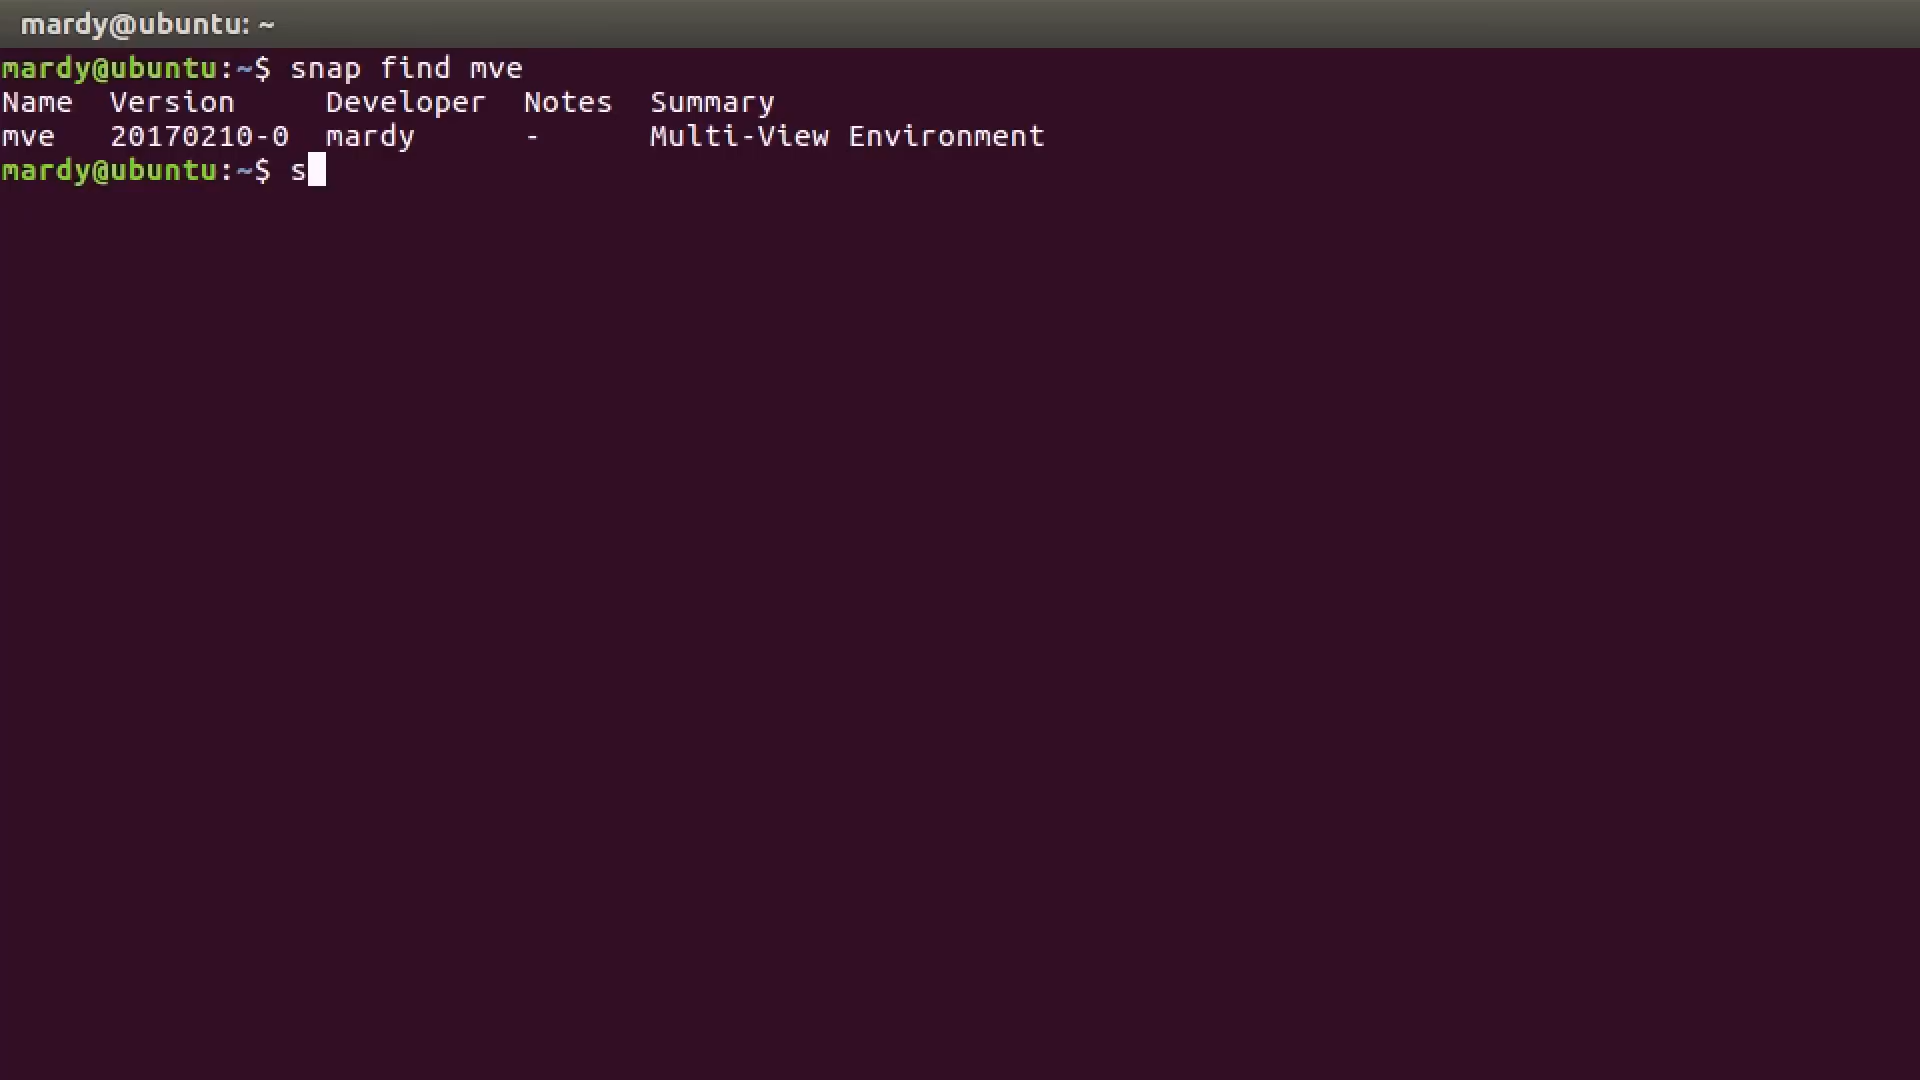 mardy@ubuntu: ~
mardy@ubuntu:~$ snap find mve
Name  Version     Developer  Notes  Summary
mve   20170210-0  mardy      -      Multi-View Environment
mardy@ubuntu:~$ s